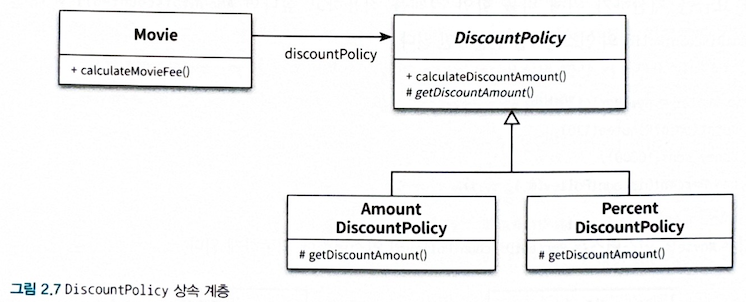 Movie
+ calculateMovieFee()
discountPolicy
DiscountPolicy
+ calculateDiscountAmount()
# getDiscountAmount()
Amount
DiscountPolicy
# getDiscountAmount()
Percent
DiscountPolicy
# getDiscountAmount()
그림 2.7 DiscountPolicy 상속 계층